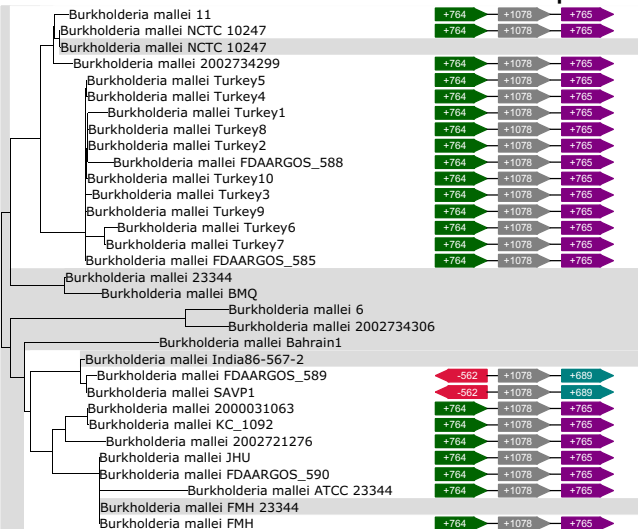 Burkholderia mallei 11 +764 +1078 +765
Burkholderia mallei NCTC 10247 +764 +1078 +765
Burkholderia mallei NCTC 10247
Burkholderia mallei 2002734299 +764 +1078 +765
Burkholderia mallei Turkey5 +764 +1078 +765
Burkholderia mallei Turkey4 +764 +1078 +765
Burkholderia mallei Turkey1 +764 +1078 +765
Burkholderia mallei Turkey8 +764 +1078 +765
Burkholderia mallei Turkey2 +764 +1078 +765
Burkholderia mallei FDAARGOS_588 +764 +1078 +765
Burkholderia mallei Turkey10 +764 +1078 +765
Burkholderia mallei Turkey3 +764 +1078 +765
Burkholderia mallei Turkey9 +764 +1078 +765
Burkholderia mallei Turkey6 +764 +1078 +765
Burkholderia mallei Turkey7 +764 +1078 +765
Burkholderia mallei FDAARGOS_585 +764 +1078 +765
Burkholderia mallei 23344
Burkholderia mallei BMQ
Burkholderia mallei 6
Burkholderia mallei 2002734306
Burkholderia mallei Bahrain1
Burkholderia mallei India86-567-2
Burkholderia mallei FDAARGOS_589 -562 +1078 +689
Burkholderia mallei SAVP1 -562 +1078 +689
Burkholderia mallei 2000031063 +764 +1078 +765
Burkholderia mallei KC_1092 +764 +1078 +765
Burkholderia mallei 2002721276 +764 +1078 +765
Burkholderia mallei JHU +764 +1078 +765
Burkholderia mallei FDAARGOS_590 +764 +1078 +765
Burkholderia mallei ATCC 23344 +764 +1078 +765
Burkholderia mallei FMH 23344
Burkholderia mallei FMH +764 +1078 +765